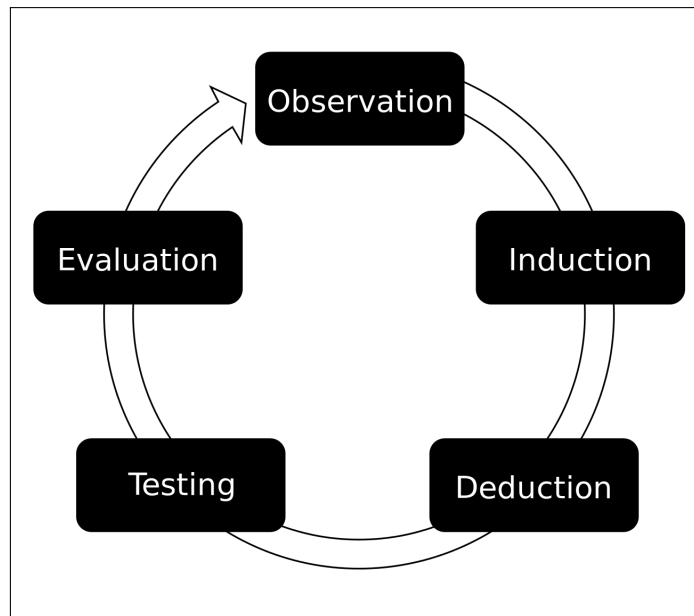 Observation
Induction
Deduction
Testing
Evaluation